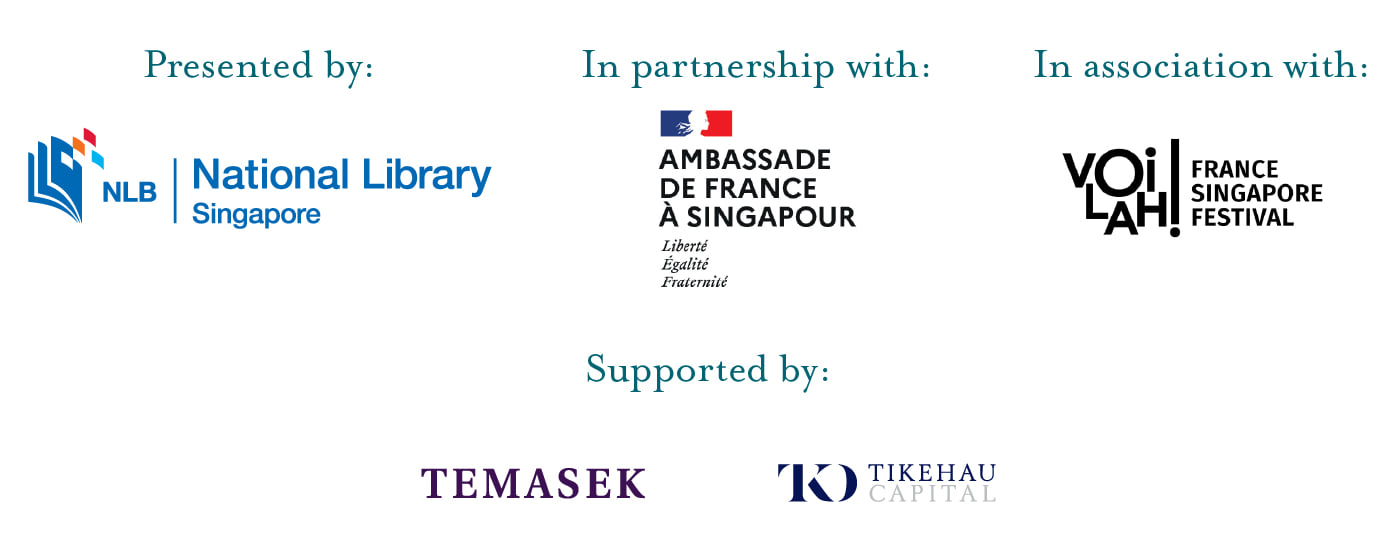 Presented by:
NLB
National Library
Singapore
In partnership with:
AMBASSADE
DE FRANCE
À SINGAPOUR
Liberté
Égalité
Fraternité
In association with:
VOiLAH!
FRANCE
SINGAPORE
FESTIVAL
Supported by:
TEMASEK
TIKEHAU
CAPITAL